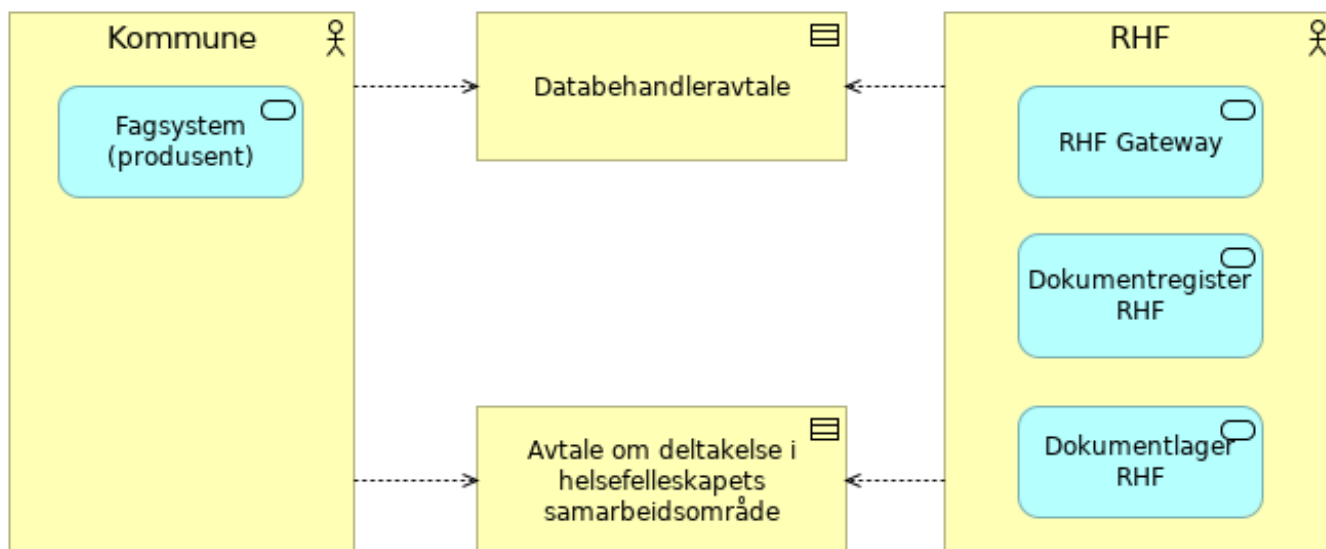 Kommune
Fagsystem
(produsent)
Databehandleravtale
Avtale om deltakelse i
helsefelleskapets
samarbeidsområde
RHF
RHF Gateway
Dokumentregister
RHF
Dokumentlager
RHF